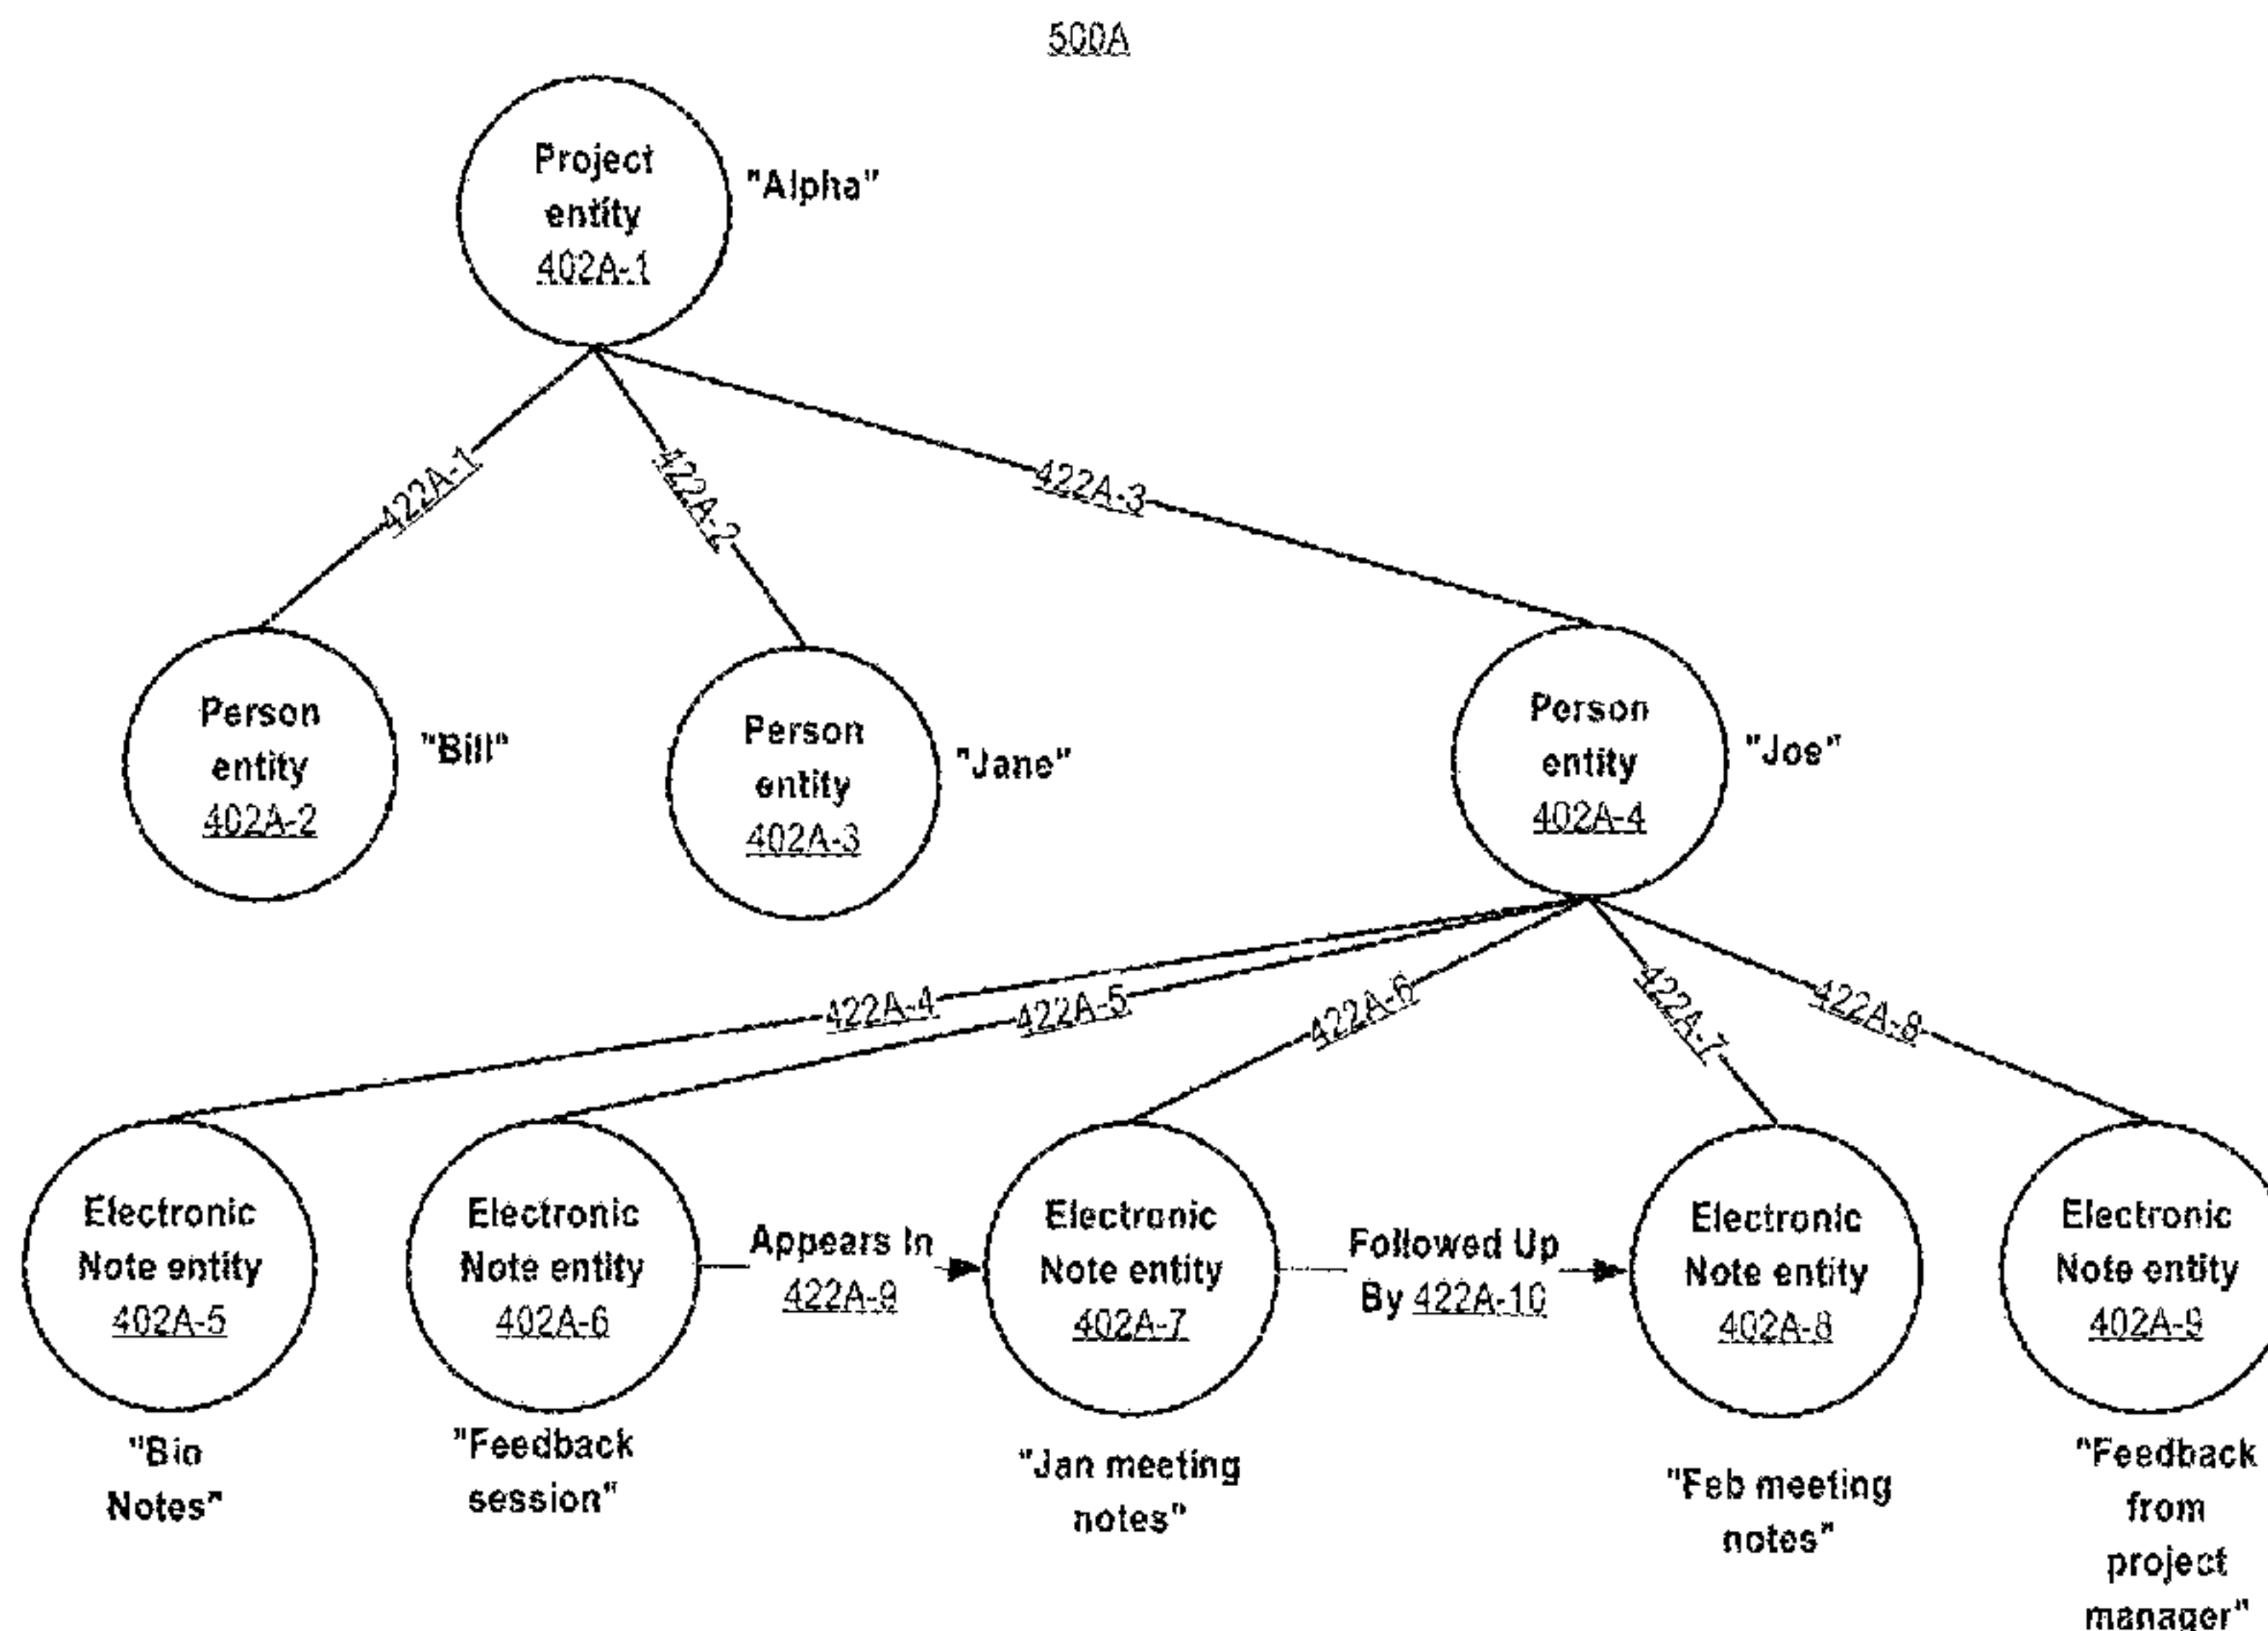 500A
Project
entity
402A-1
"Alpha"
422A-1
422A-2
422A-3
Person
entity
402A-2
"Bill"
Person
entity
402A-3
"Jane"
Person
entity
402A-4
"Joe"
422A-4
422A-5
422A-6
422A-7
422A-8
Electronic
Note entity
402A-5
"Bio
Notes"
Electronic
Note entity
402A-6
"Feedback
session"
Appears In
422A-9
Electronic
Note entity
402A-7
"Jan meeting
notes"
Followed Up
By 422A-10
Electronic
Note entity
402A-8
"Feb meeting
notes"
Electronic
Note entity
402A-9
"Feedback
from
project
manager"